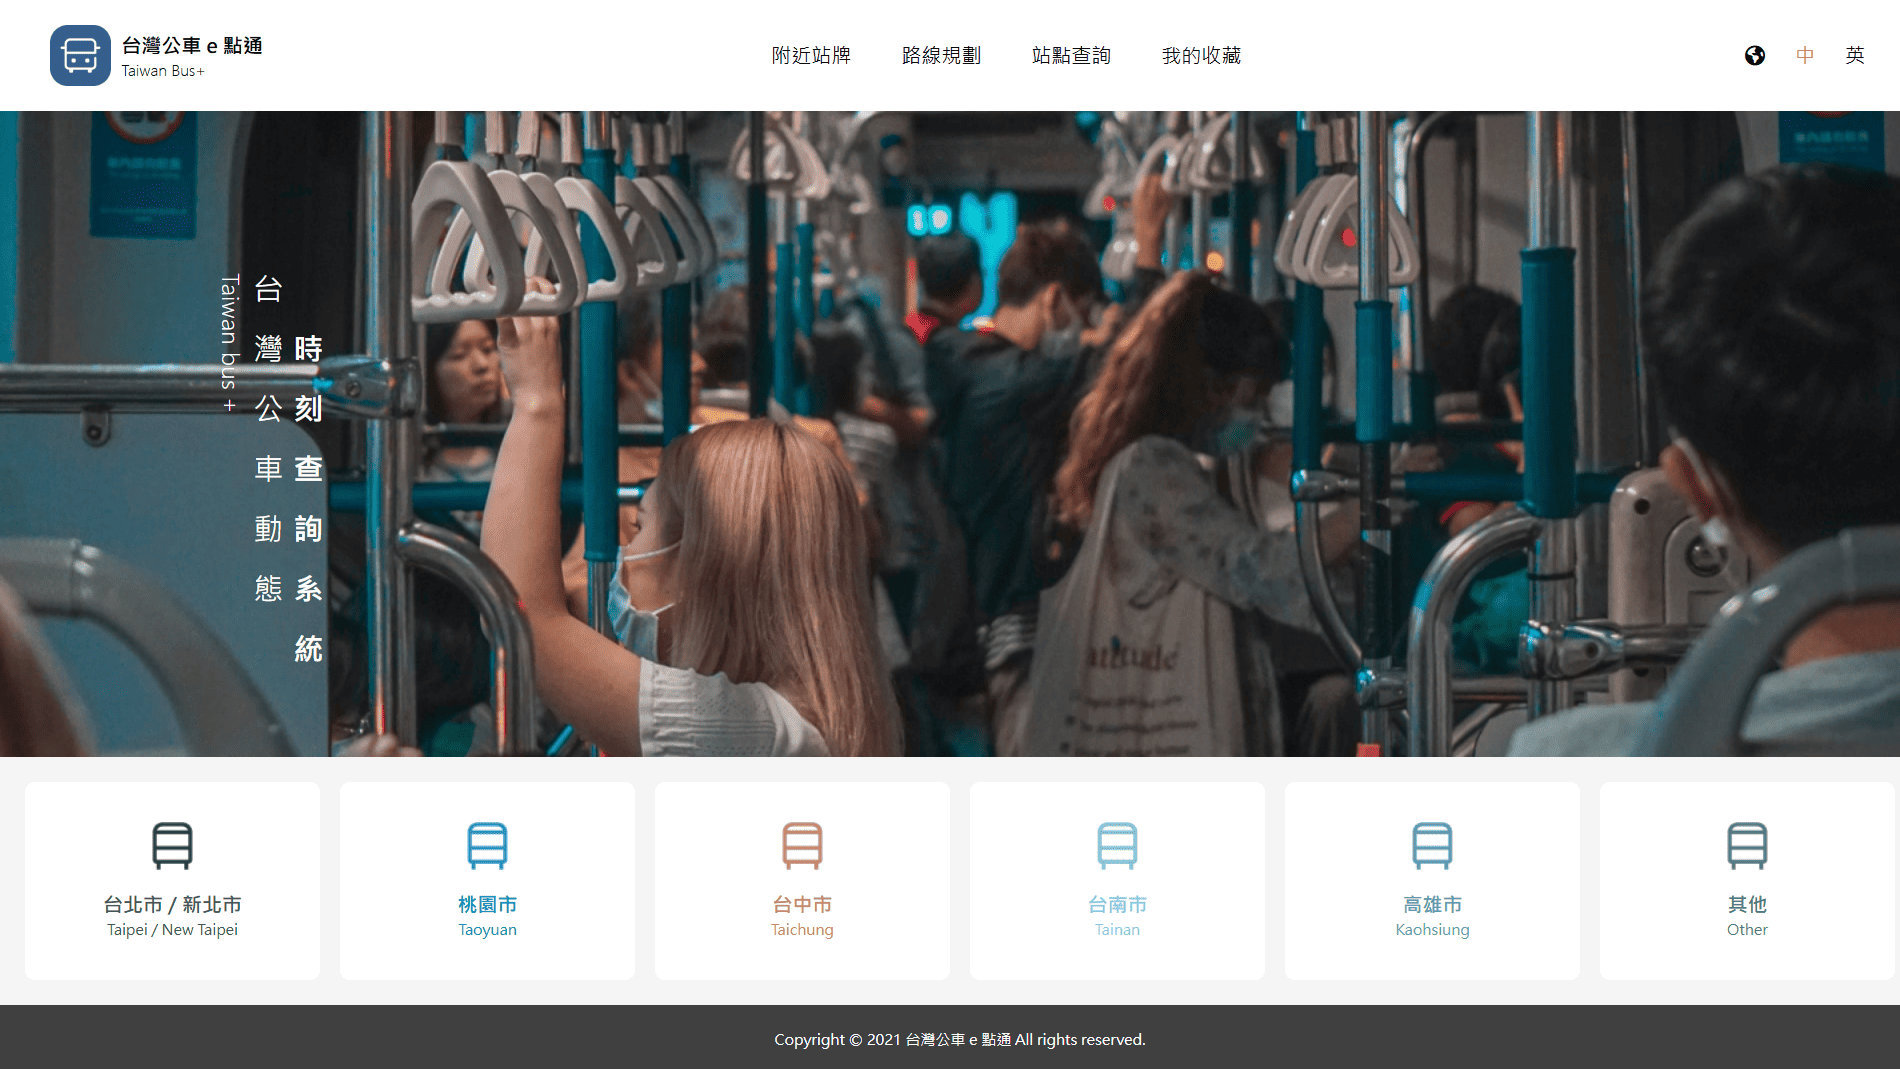 台灣公車 e 點通
Taiwan Bus+
附近站牌
路線規劃
站點查詢
我的收藏
中
英
時刻查詢系統
台灣公車動態
Taiwan bus +
attitude
台北市 / 新北市
Taipei / New Taipei
桃園市
Taoyuan
台中市
Taichung
台南市
Tainan
高雄市
Kaohsiung
其他
Other
Copyright © 2021 台灣公車 e 點通 All rights reserved.